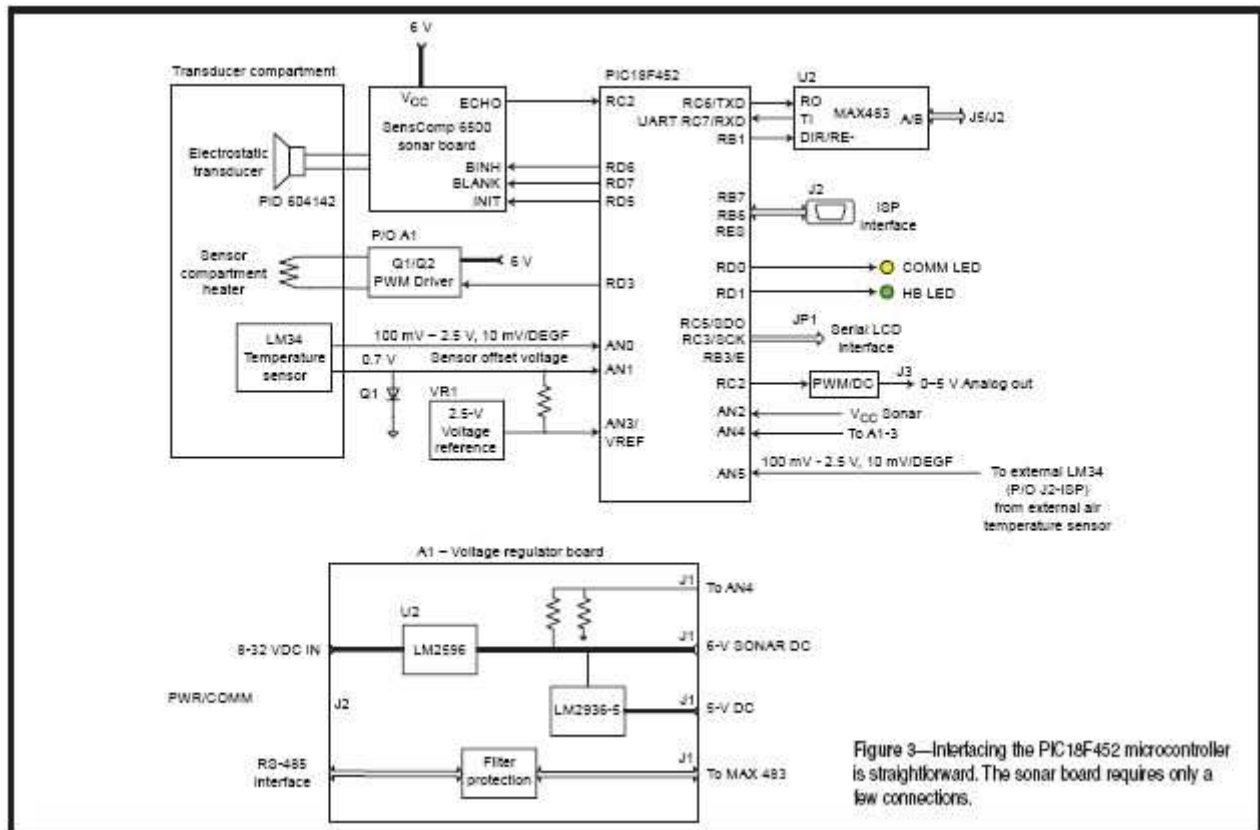 6 V
Transducer compartment
PIC18F452
U2
VCC
ECHO
RC2
RC6/TXD
RO
SensComp 6500
sonar board
UART RC7/RXD
TI
MAX483
A/B
J5/J2
RB1
DIR/RE-
Electrostatic
transducer
BINH
RD6
BLANK
RD7
INIT
RD5
PID 604142
RB7
RB6
RES
J2
ISP
Interface
P/O A1
Sensor
compartment
heater
Q1/Q2
PWM Driver
6 V
RD3
RD0
COMM LED
RD1
HB LED
RC5/SDO
RC3/SCK
RB3/E
JP1
Serial LCD
Interface
LM34
Temperature
sensor
100 mV – 2.5 V, 10 mV/DEGF
AN0
0.7 V
Sensor offset voltage
AN1
Q1
VR1
2.5-V
Voltage
reference
AN3/
VREF
RC2
PWM/DC
J3
0–5 V Analog out
AN2
VCC Sonar
AN4
To A1-3
100 mV - 2.5 V, 10 mV/DEGF
AN5
To external LM34
(P/O J2-ISP)
from external air
temperature sensor
A1 – Voltage regulator board
J1
To AN4
U2
8-32 VDC IN
LM2596
J1
6-V SONAR DC
PWR/COMM
J2
LM2936-5
J1
5-V DC
RS-485
Interface
Filter
protection
J1
To MAX 483
Figure 3—Interfacing the PIC18F452 microcontroller
is straightforward. The sonar board requires only a
few connections.